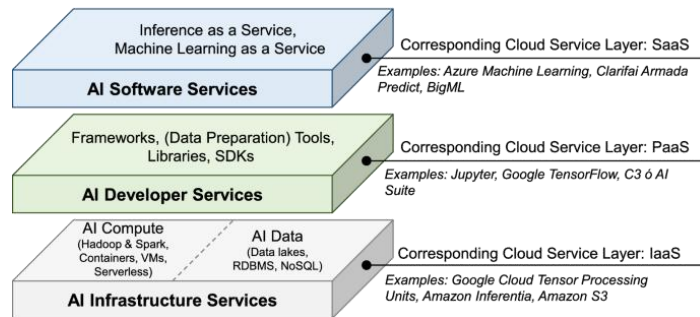 Inference as a Service,
Machine Learning as a Service
AI Software Services
Corresponding Cloud Service Layer: SaaS
Examples: Azure Machine Learning, Clarifai Armada
Predict, BigML
Frameworks, (Data Preparation) Tools,
Libraries, SDKs
AI Developer Services
Corresponding Cloud Service Layer: PaaS
Examples: Jupyter, Google TensorFlow, C3 ó AI
Suite
AI Compute
(Hadoop & Spark,
Containers, VMs,
Serverless)
AI Data
(Data lakes,
RDBMS, NoSQL)
AI Infrastructure Services
Corresponding Cloud Service Layer: IaaS
Examples: Google Cloud Tensor Processing
Units, Amazon Inferentia, Amazon S3